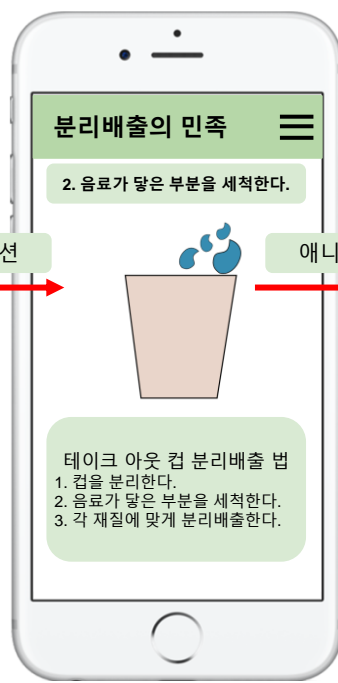 분리배출의 민족
2. 음료가 닿은 부분을 세척한다.
션
애니
테이크 아웃 컵 분리배출 법
1. 컵을 분리한다.
2. 음료가 닿은 부분을 세척한다.
3. 각 재질에 맞게 분리배출한다.